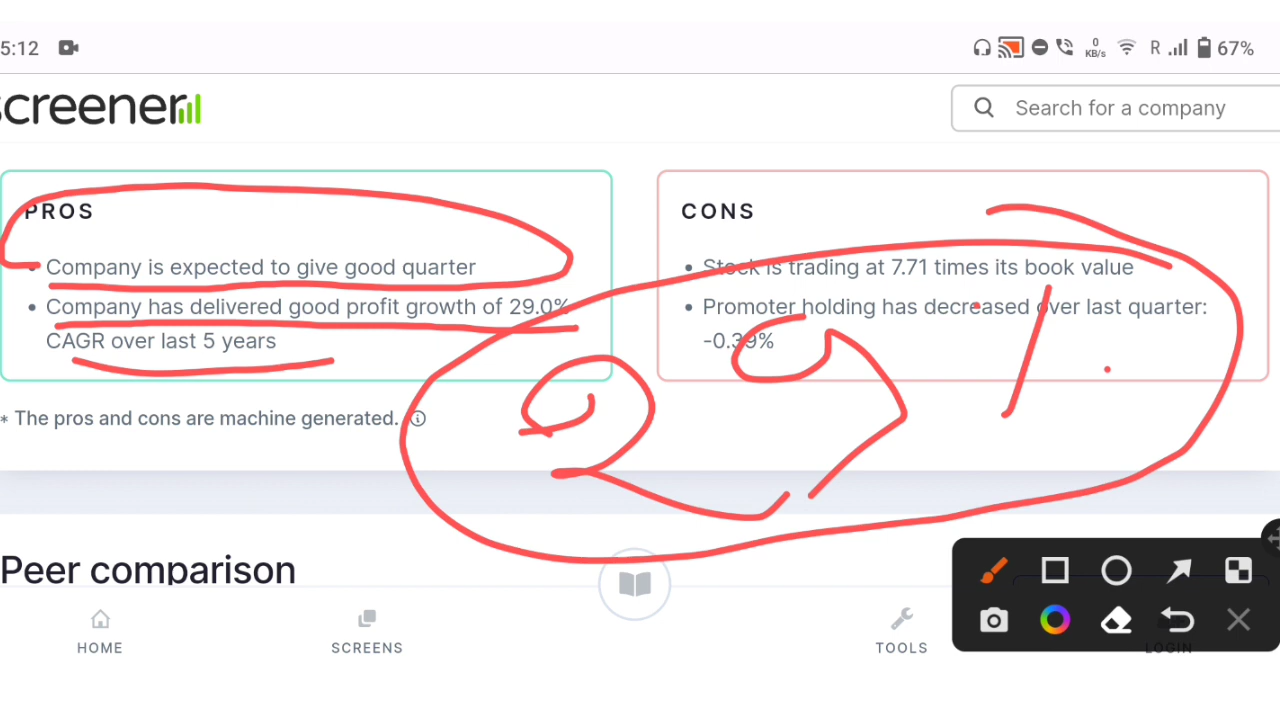 5:12
0
KB/s
R
67%
screener
Search for a company
PROS
Company is expected to give good quarter
Company has delivered good profit growth of 29.0%
CAGR over last 5 years
CONS
Stock is trading at 7.71 times its book value
Promoter holding has decreased over last quarter:
-0.39%
* The pros and cons are machine generated.
Peer comparison
HOME
SCREENS
TOOLS
LOGIN